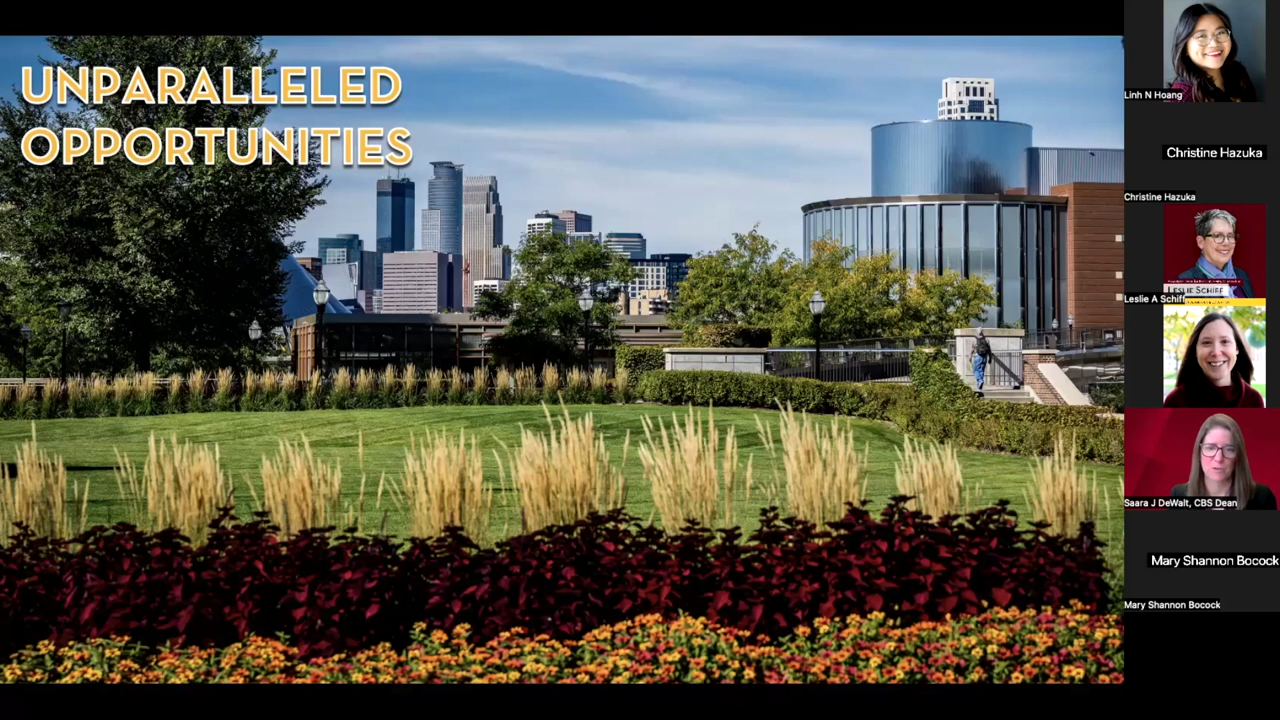 UNPARALLELED
OPPORTUNITIES
Linh N Hoang
Christine Hazuka
Christine Hazuka
LESLIE SCHIFF
Leslie A Schiff
Saara J DeWalt, CBS Dean
Mary Shannon Bocock
Mary Shannon Bocock